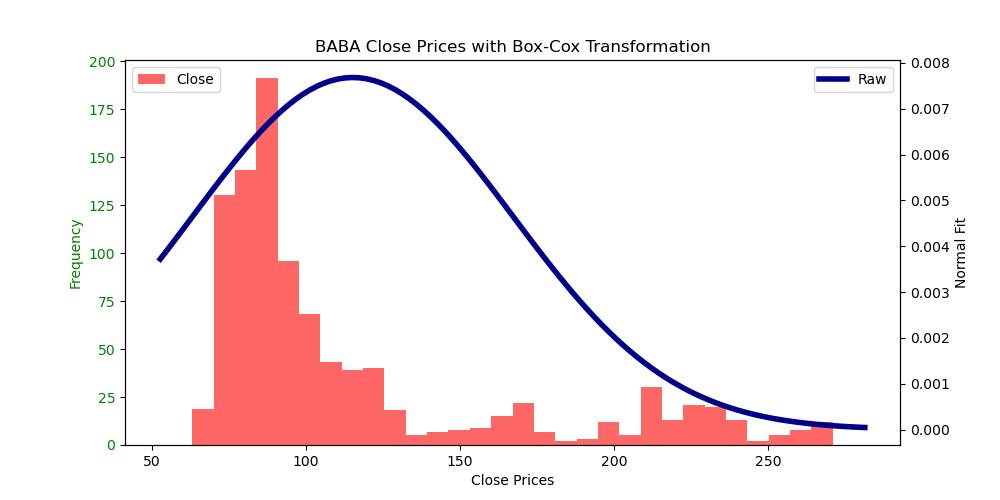 BABA Close Prices with Box-Cox Transformation
Close
Raw
Frequency
200
175
150
125
100
75
50
25
0
0.008
0.007
0.006
0.005
0.004
0.003
0.002
0.001
0.000
Normal Fit
50 100 150 200 250
Close Prices